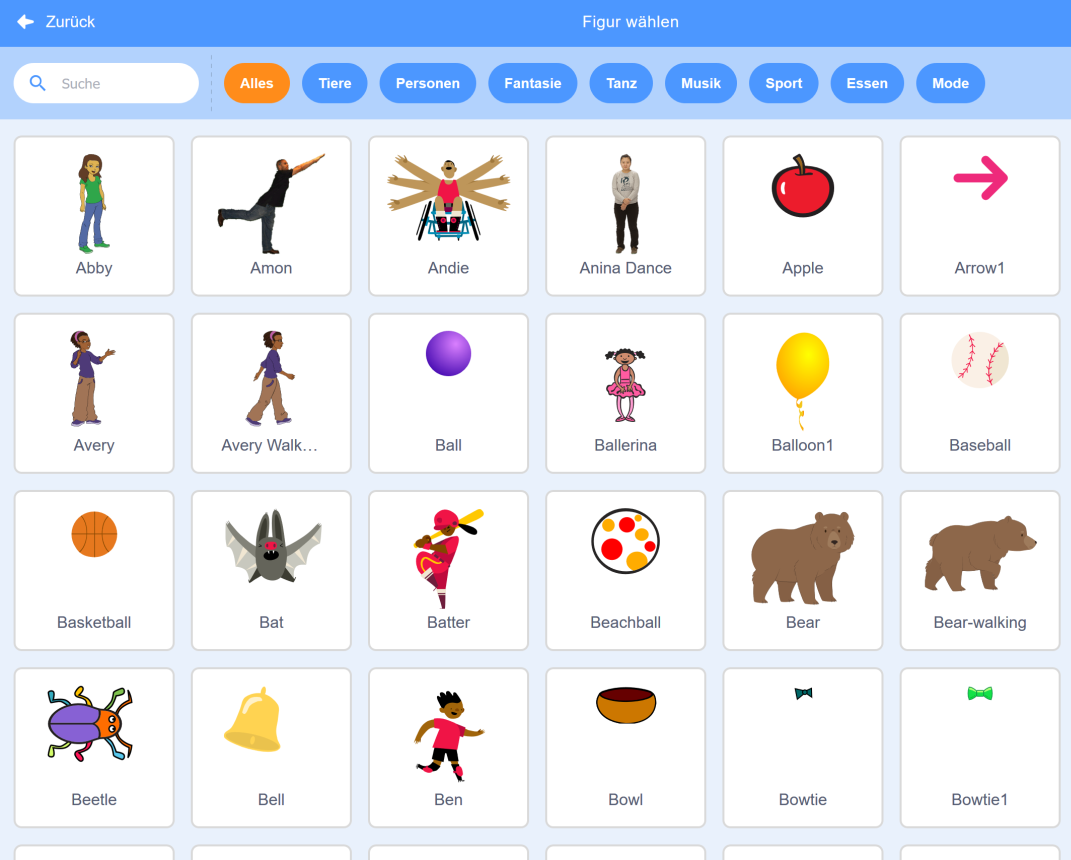 Zurück
Figur wählen
Suche
Alles
Tiere
Personen
Fantasie
Tanz
Musik
Sport
Essen
Mode
Abby
Amon
Andie
Anina Dance
Apple
Arrow1
Avery
Avery Walk...
Ball
Ballerina
Balloon1
Baseball
Basketball
Bat
Batter
Beachball
Bear
Bear-walking
Beetle
Bell
Ben
Bowl
Bowtie
Bowtie1